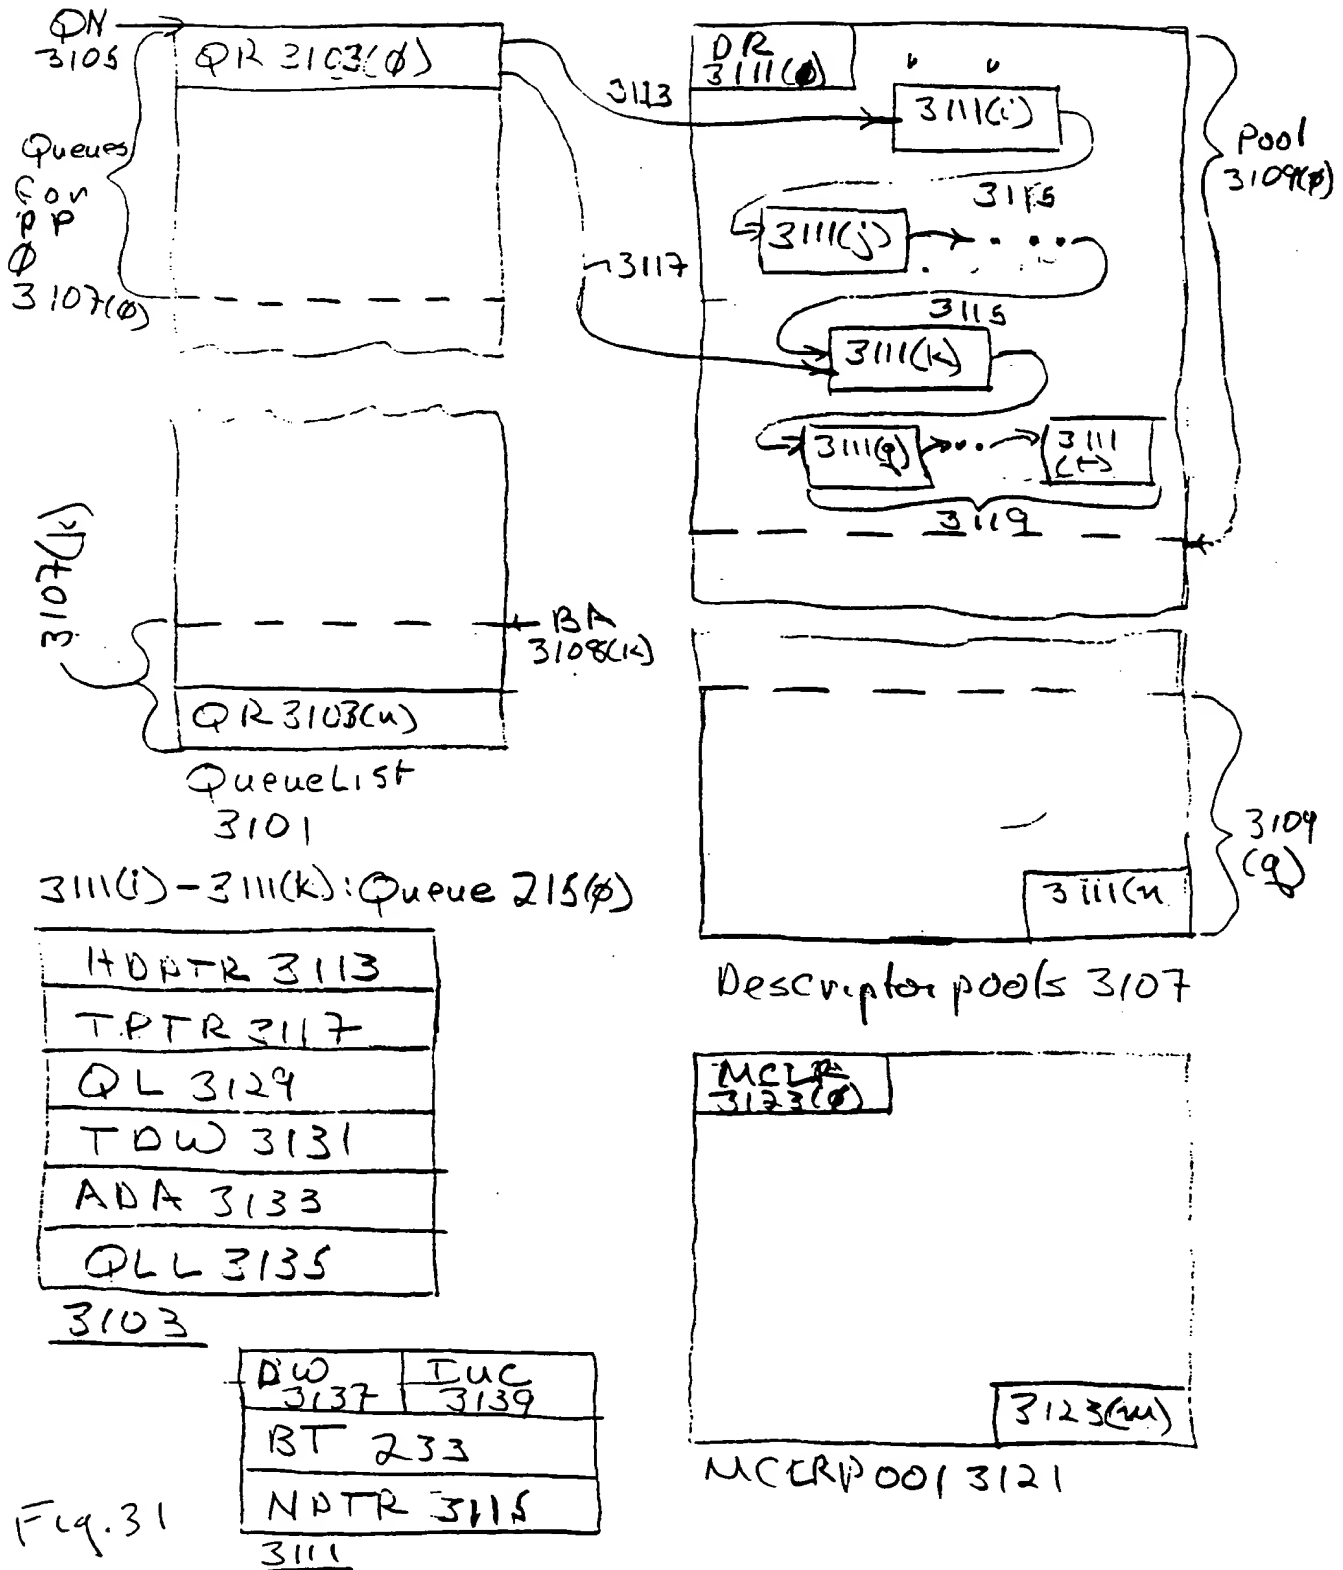 QN
3105
QR 3103(ϕ)
Queues
for
PP
ϕ
3107(ϕ)
3113
3117
DR
3111(ϕ)
3111(i)
3115
3111(j)
3115
3111(k)
3111(q)
3111
(t)
3119
Pool
3109(ϕ)
3107(k)
BA
3108(k)
QR 3103(n)
QueueList
3101
3109
(q)
3111(n
Descriptor pools 3107
3111(i) - 3111(k): Queue 215(ϕ)
HDPTR 3113
TPTR 3117
QL 3129
TDW 3131
ADA 3133
QLL 3135
3103
MCLR
3123(ϕ)
3123(m)
MCLRPool 3121
DW
3137
IUC
3139
BT 233
NDTR 3115
3111
Fig. 31